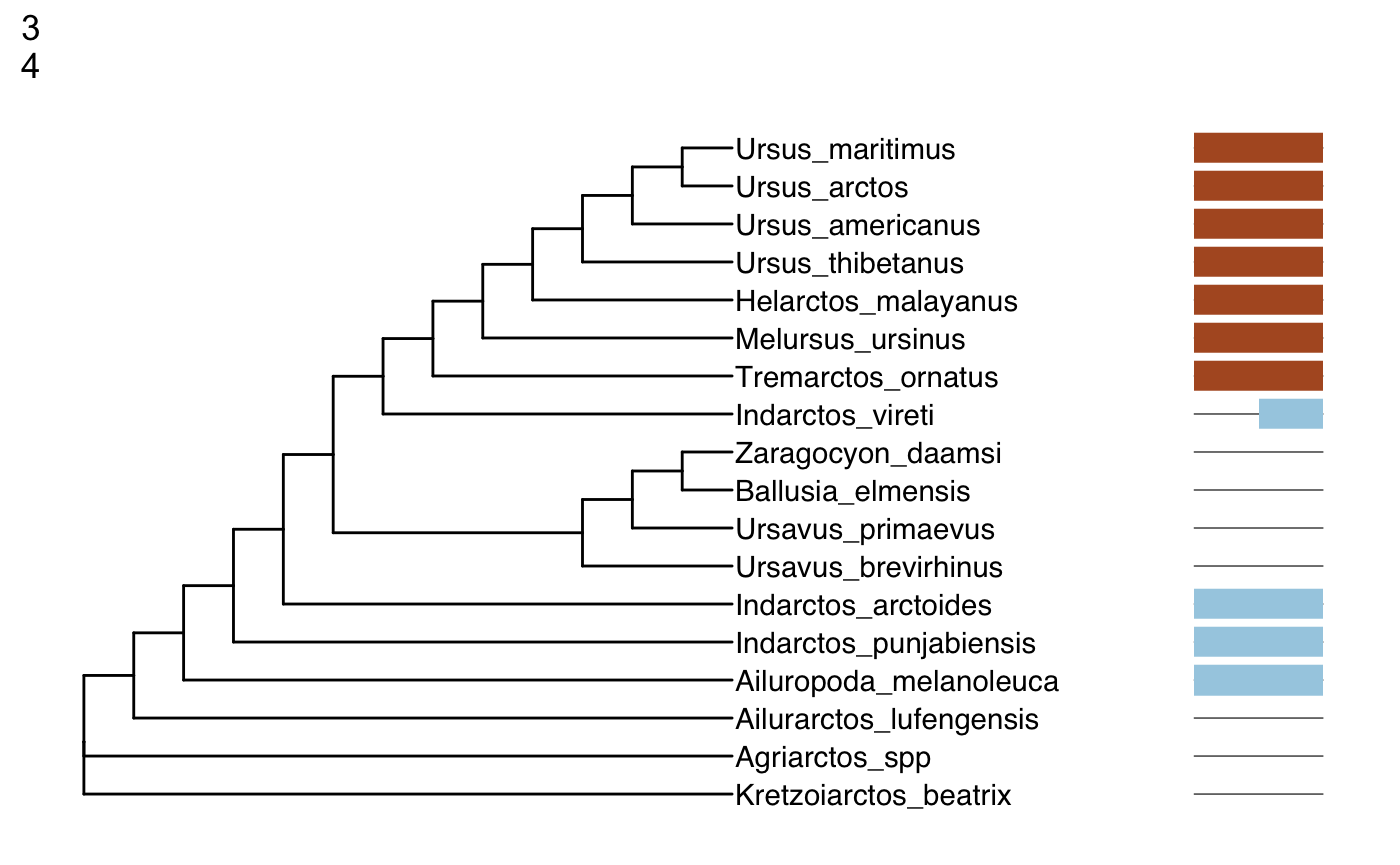 3
4
Ursus_maritimus
Ursus_arctos
Ursus_americanus
Ursus_thibetanus
Helarctos_malayanus
Melursus_ursinus
Tremarctos_ornatus
Indarctos_vireti
Zaragocyon_daamsi
Ballusia_elmensis
Ursavus_primaevus
Ursavus_brevirhinus
Indarctos_arctoides
Indarctos_punjabiensis
Ailuropoda_melanoleuca
Ailurarctos_lufengensis
Agriarctos_spp
Kretzoiarctos_beatrix